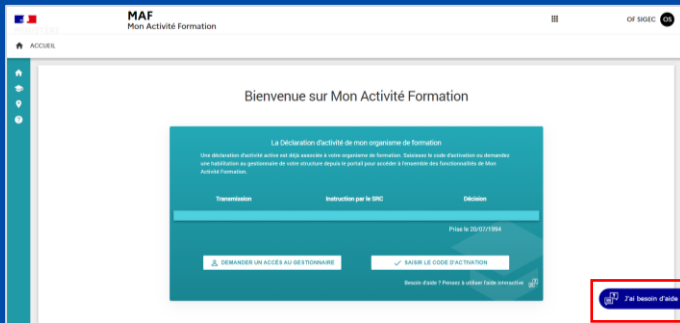 MAF
Mon Activité Formation
OF SIGEC OS
ACCUEIL
Bienvenue sur Mon Activité Formation
La Déclaration d'activité de mon organisme de formation
Une déclaration d'activité active est déjà associée à votre organisme de formation. Saisissez le code d'activation ou demandez
une habilitation au gestionnaire de votre structure depuis le portail pour accéder à l'ensemble des fonctionnalités de Mon
Activité Formation.
Transmission Instruction par le SRC Décision
Prise le 20/07/1994
DEMANDER UN ACCÈS AU GESTIONNAIRE SAISIR LE CODE D'ACTIVATION
Besoin d'aide ? Pensez à utiliser l'aide interactive
J'ai besoin d'aide